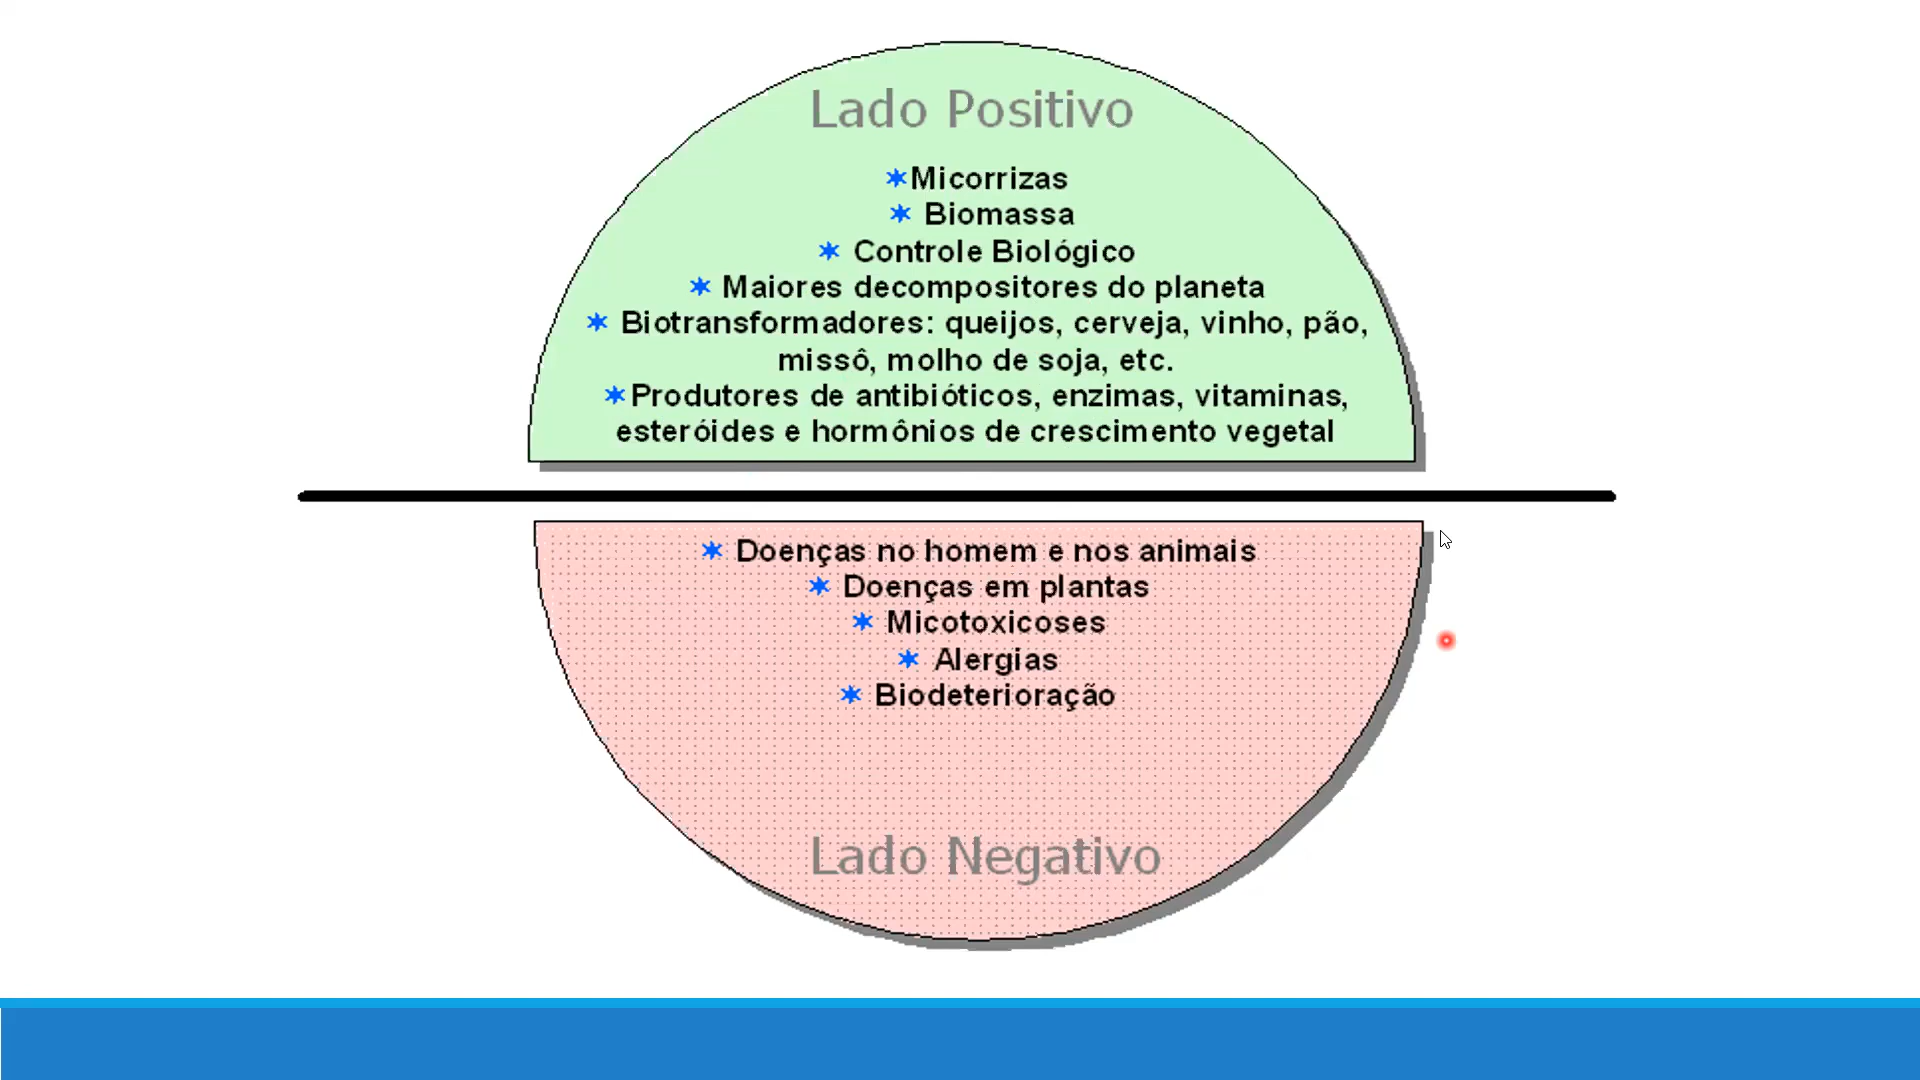 Lado Positivo
✶Micorrizas
✶ Biomassa
✶ Controle Biológico
✶ Maiores decompositores do planeta
✶ Biotransformadores: queijos, cerveja, vinho, pão,
missô, molho de soja, etc.
✶Produtores de antibióticos, enzimas, vitaminas,
esteróides e hormônios de crescimento vegetal
✶ Doenças no homem e nos animais
✶ Doenças em plantas
✶ Micotoxicoses
✶ Alergias
✶ Biodeterioração
Lado Negativo